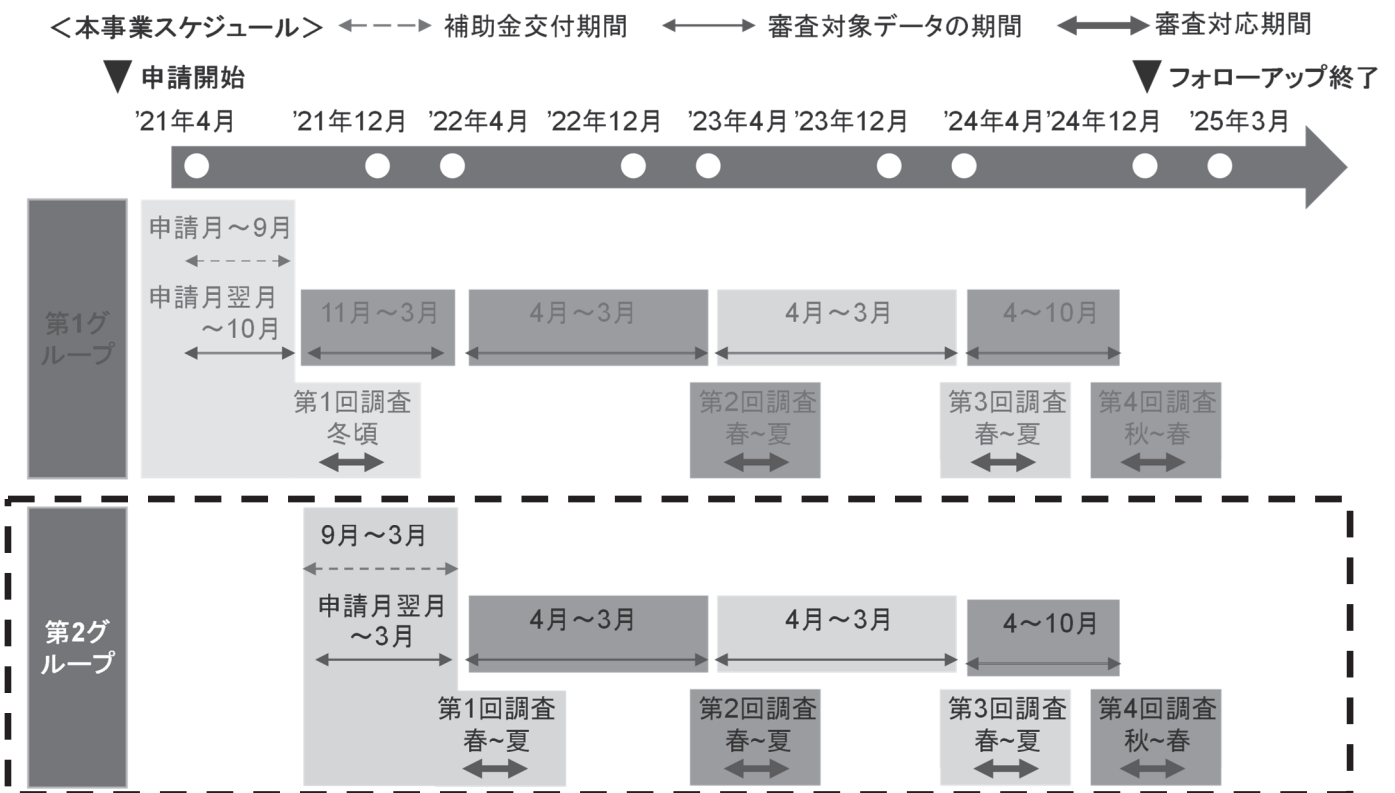 ＜本事業スケジュール＞ 補助金交付期間 審査対象データの期間 審査対応期間
▼申請開始 ▼フォローアップ終了
'21年4月 '21年12月 '22年4月 '22年12月 '23年4月 '23年12月 '24年4月 '24年12月 '25年3月
第1グ
ループ
申請月～9月
申請月翌月
～10月
11月～3月
4月～3月
4月～3月
4～10月
第1回調査
冬頃
第2回調査
春~夏
第3回調査
春~夏
第4回調査
秋~春
第2グ
ループ
9月～3月
申請月翌月
～3月
4月～3月
4月～3月
4～10月
第1回調査
春~夏
第2回調査
春~夏
第3回調査
春~夏
第4回調査
秋~春